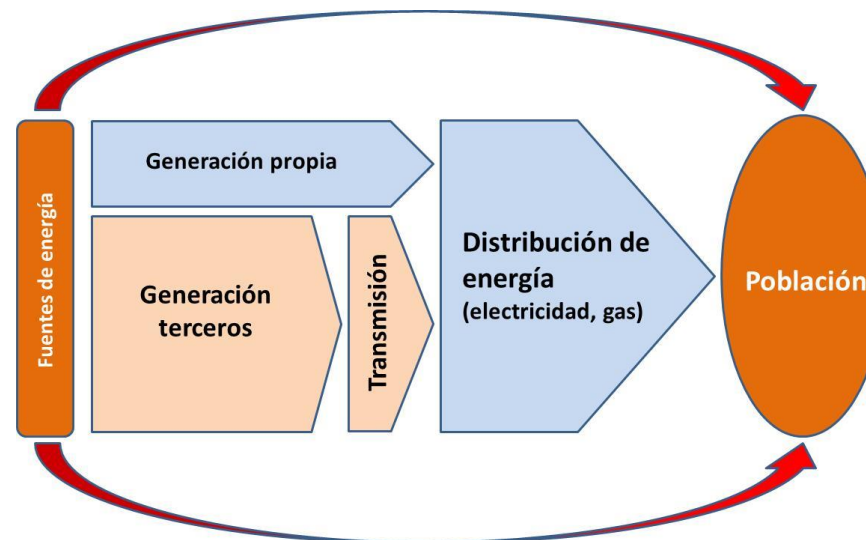 Fuentes de energía
Generación propia
Generación
terceros
Transmisión
Distribución de
energía
(electricidad, gas)
Población